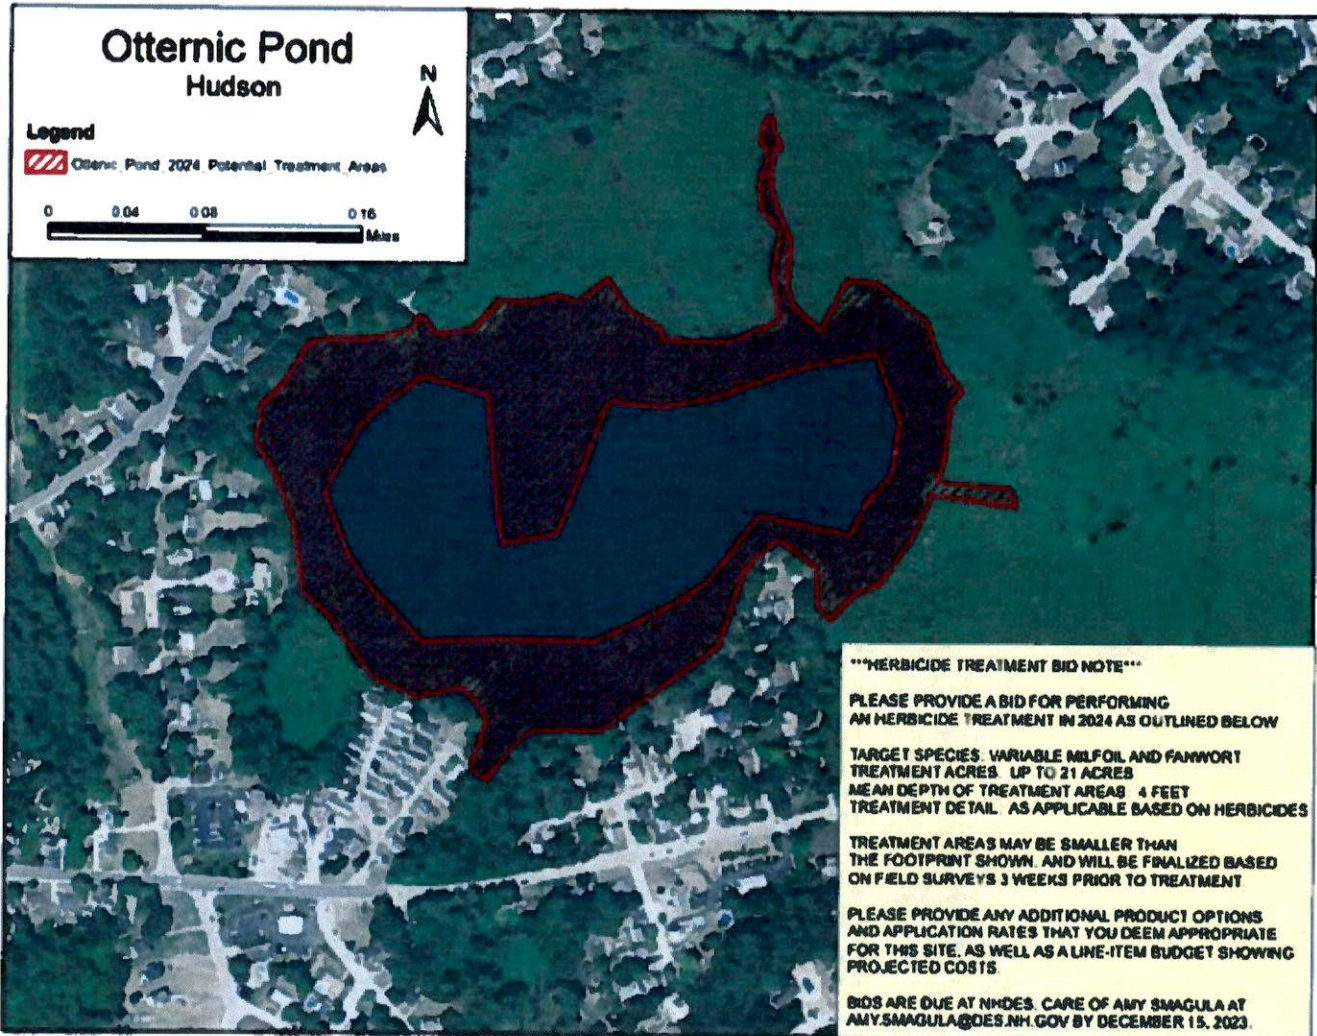 Otternic Pond
Hudson
N
Legend
Otternic_Pond_2024_Potential_Treatment_Areas
0 0.04 0.08 0.16
Miles
***HERBICIDE TREATMENT BID NOTE***
PLEASE PROVIDE A BID FOR PERFORMING
AN HERBICIDE TREATMENT IN 2024 AS OUTLINED BELOW
TARGET SPECIES: VARIABLE MILFOIL AND FANWORT
TREATMENT ACRES: UP TO 21 ACRES
MEAN DEPTH OF TREATMENT AREAS: 4 FEET
TREATMENT DETAIL: AS APPLICABLE BASED ON HERBICIDES
TREATMENT AREAS MAY BE SMALLER THAN
THE FOOTPRINT SHOWN, AND WILL BE FINALIZED BASED
ON FIELD SURVEYS 3 WEEKS PRIOR TO TREATMENT
PLEASE PROVIDE ANY ADDITIONAL PRODUCT OPTIONS
AND APPLICATION RATES THAT YOU DEEM APPROPRIATE
FOR THIS SITE, AS WELL AS A LINE-ITEM BUDGET SHOWING
PROJECTED COSTS.
BIDS ARE DUE AT NHDES, CARE OF AMY SMAGULA AT
AMY.SMAGULA@DES.NH.GOV BY DECEMBER 15, 2023.